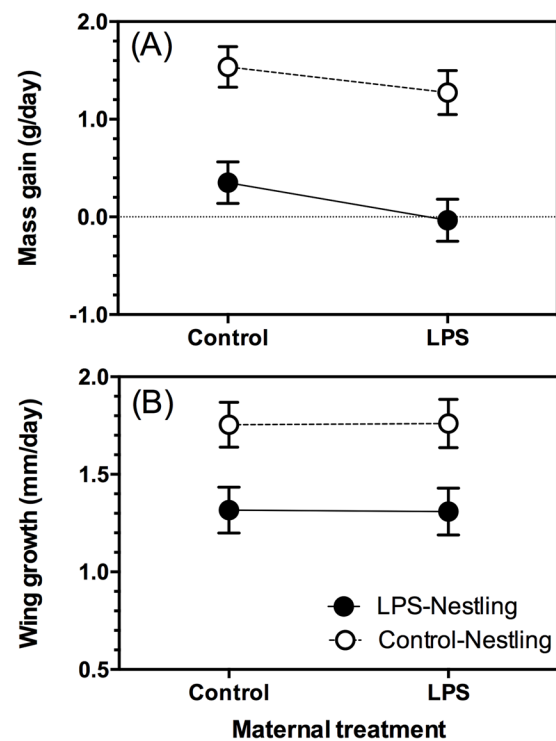 (A)
Mass gain (g/day)
2.0
1.0
0.0
-1.0
Control LPS
(B)
Wing growth (mm/day)
2.0
1.5
1.0
0.5
LPS-Nestling
Control-Nestling
Control LPS
Maternal treatment